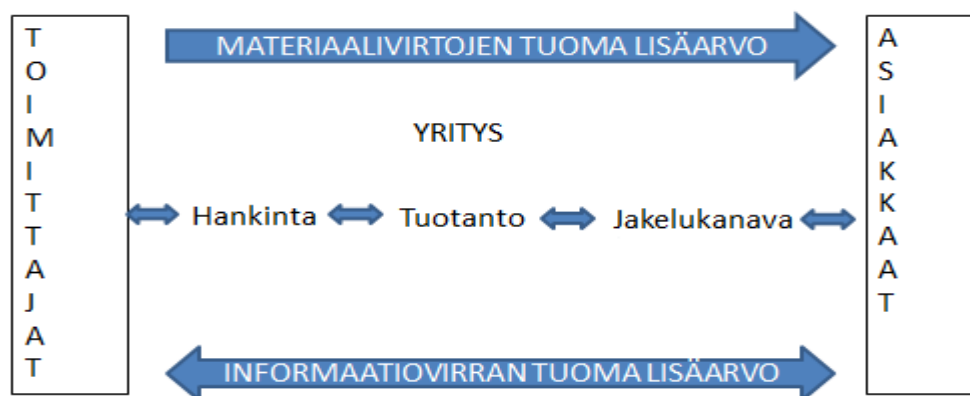 TOIMITTAJAT
MATERIAALIVIRTOJEN TUOMA LISÄARVO
YRITYS
Hankinta
Tuotanto
Jakelukanava
INFORMAATIOVIRRAN TUOMA LISÄARVO
ASIAKKAAT